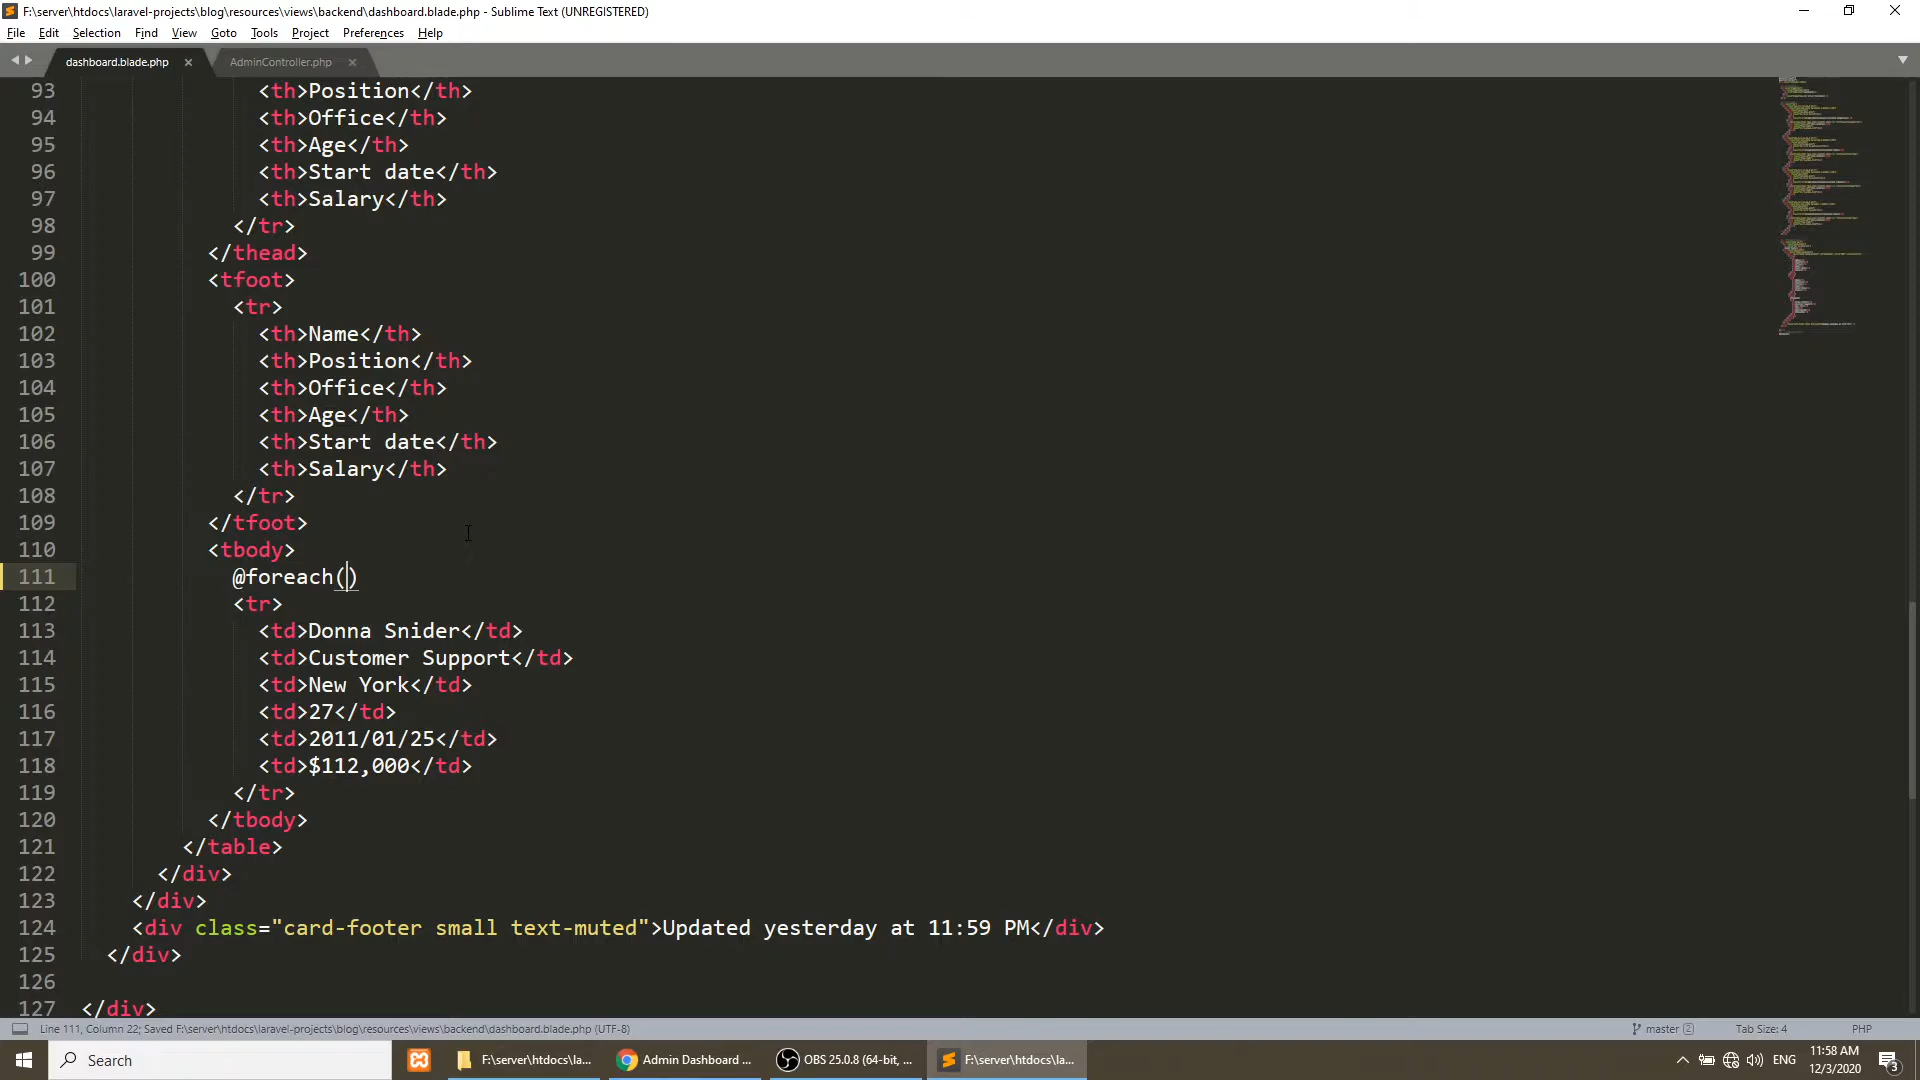 F:\server\htdocs\laravel-projects\blog\resources\views\backend\dashboard.blade.php - Sublime Text (UNREGISTERED)
File Edit Selection Find View Goto Tools Project Preferences Help
dashboard.blade.php AdminController.php
93 <th>Position</th>
94 <th>Office</th>
95 <th>Age</th>
96 <th>Start date</th>
97 <th>Salary</th>
98 </tr>
99 </thead>
100 <tfoot>
101 <tr>
102 <th>Name</th>
103 <th>Position</th>
104 <th>Office</th>
105 <th>Age</th>
106 <th>Start date</th>
107 <th>Salary</th>
108 </tr>
109 </tfoot>
110 <tbody>
111 @foreach()
112 <tr>
113 <td>Donna Snider</td>
114 <td>Customer Support</td>
115 <td>New York</td>
116 <td>27</td>
117 <td>2011/01/25</td>
118 <td>$112,000</td>
119 </tr>
120 </tbody>
121 </table>
122 </div>
123 </div>
124 <div class="card-footer small text-muted">Updated yesterday at 11:59 PM</div>
125 </div>
126
127 </div>
Line 111, Column 22; Saved F:\server\htdocs\laravel-projects\blog\resources\views\backend\dashboard.blade.php (UTF-8) master 2 Tab Size: 4 PHP
Search F:\server\htdocs\la... Admin Dashboard ... OBS 25.0.8 (64-bit, ... F:\server\htdocs\la... ENG 11:58 AM
12/3/2020 3